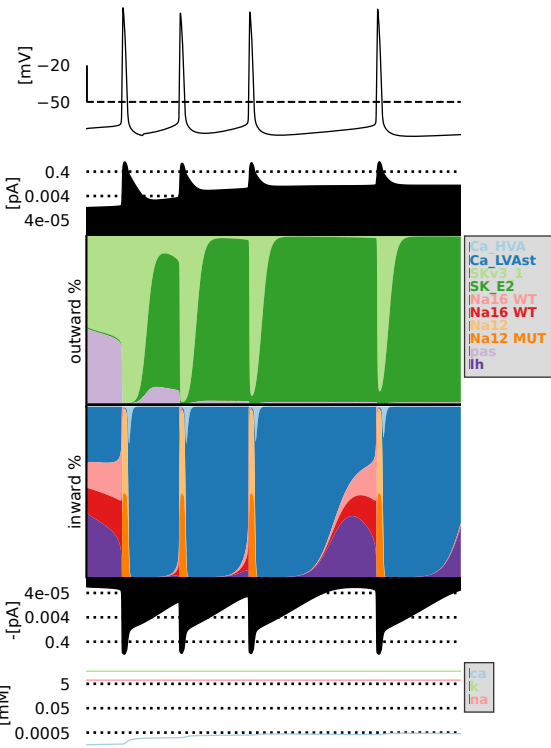 [mV]
−20
−50
[pA]
0.4
0.004
4e-05
outward %
Ca_HVA
Ca_LVAst
SKv3_1
SK_E2
Na16 WT
Na16 WT
Na12
Na12 MUT
pas
Ih
inward %
-[pA]
4e-05
0.004
0.4
[mM]
5
0.05
0.0005
ca
k
na